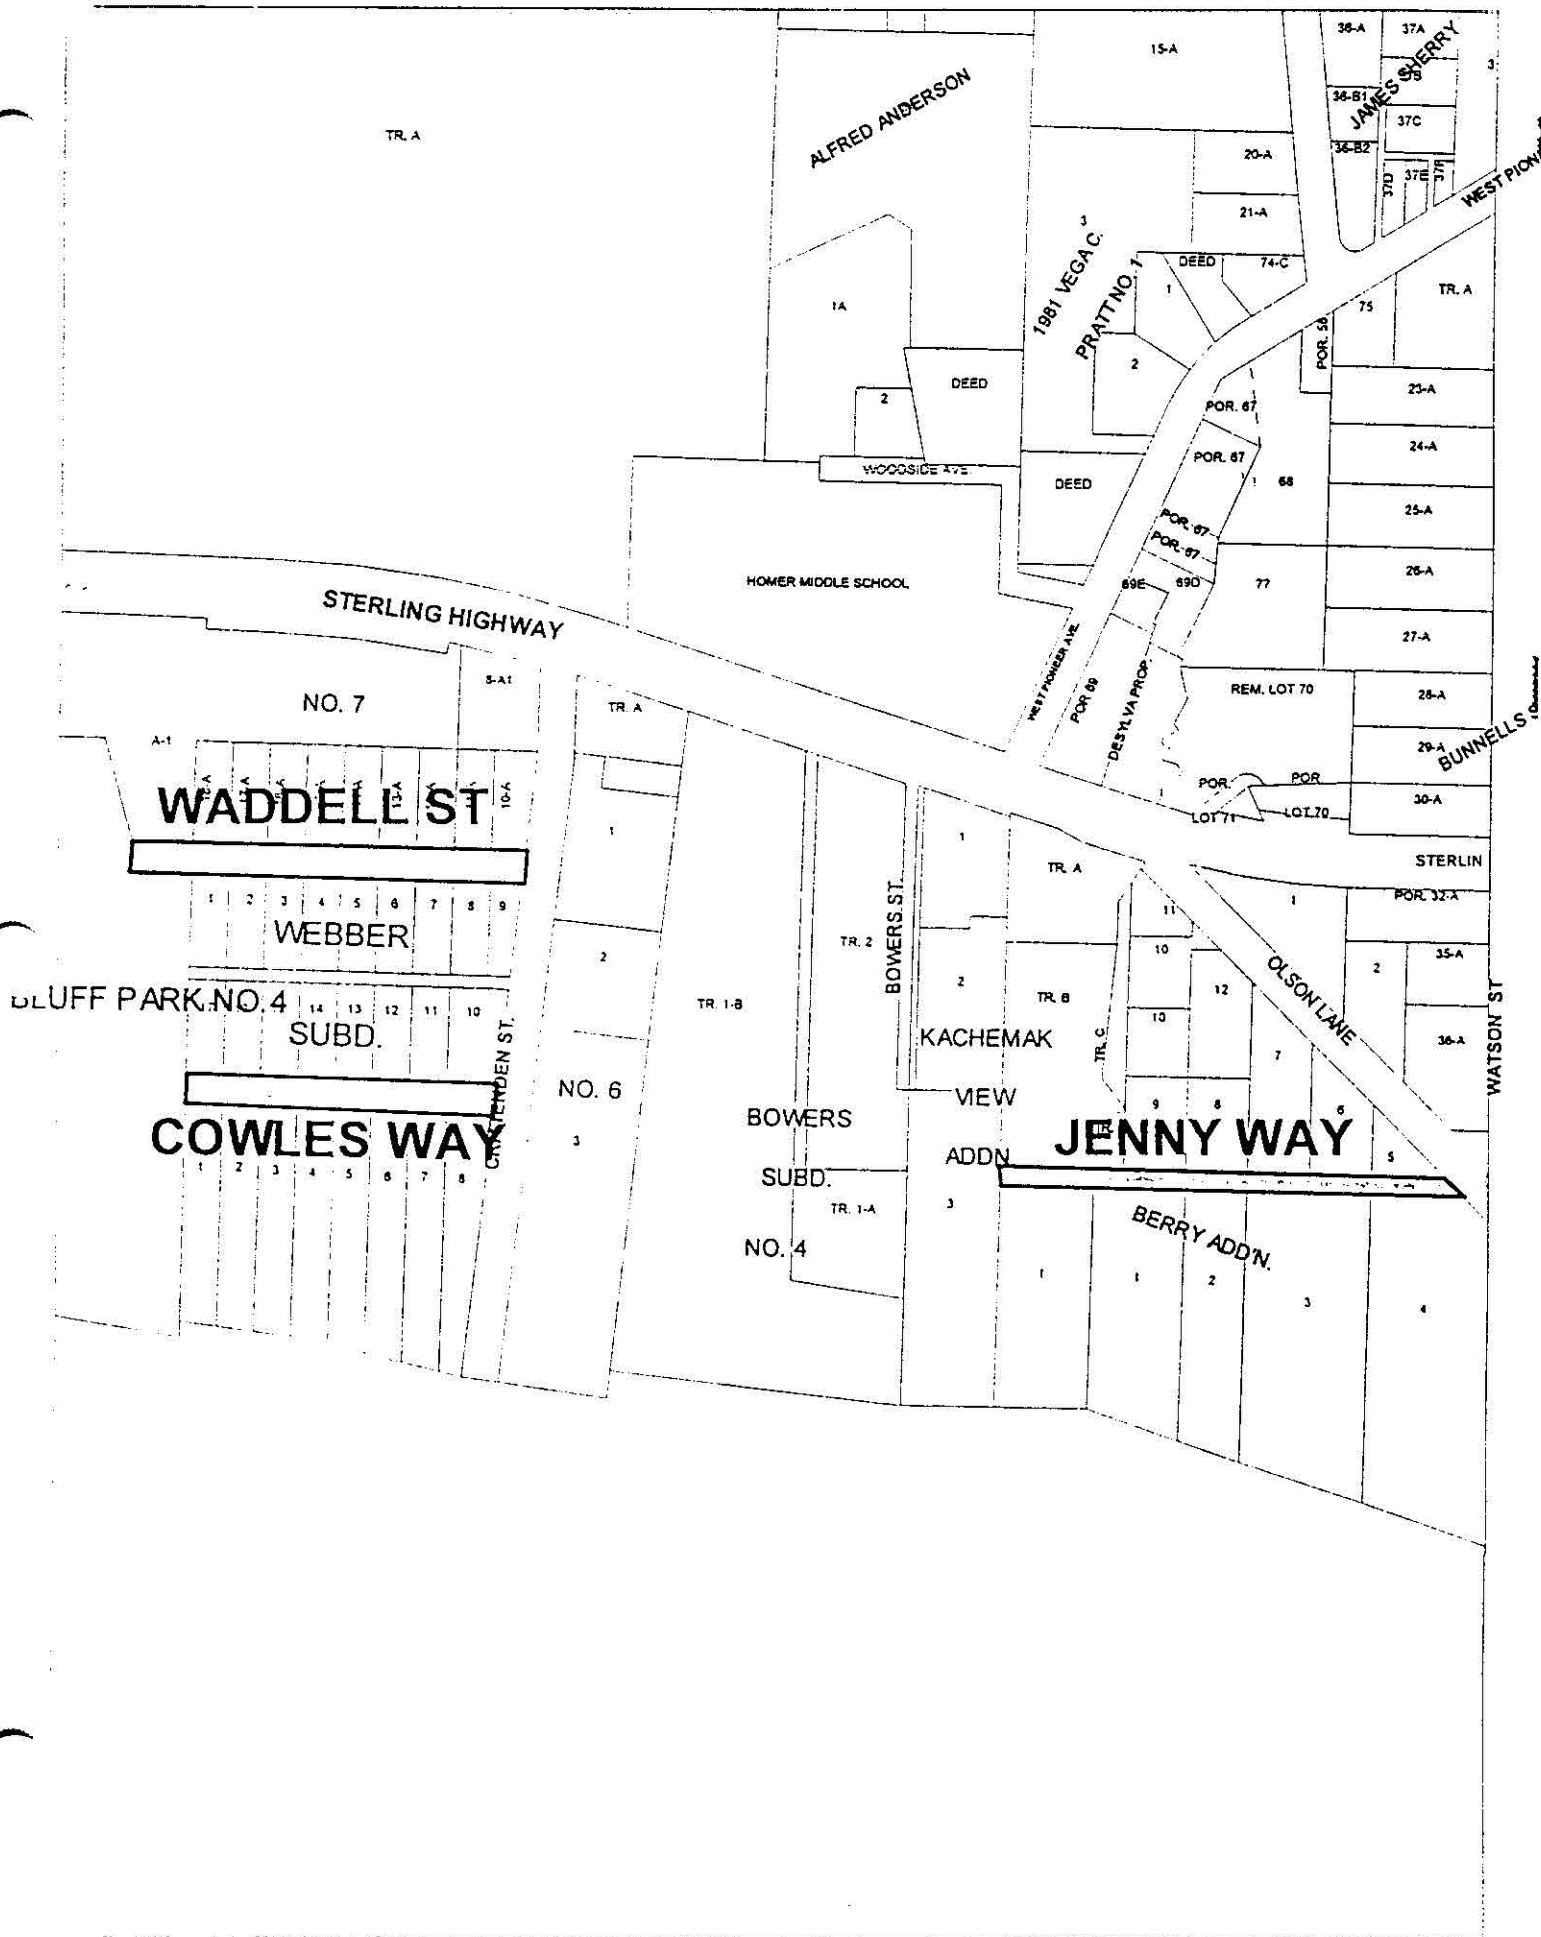 36-A
37A
15-A
3
JAMES SHERRY
36-B1
37C
ALFRED ANDERSON
TR. A
20-A
36-B2
37D
37E
37F
21-A
3
1981 VEGA C.
PRATT NO. 1
DEED
74-C
1
TR. A
1A
75
POR. 58
2
DEED
23-A
2
POR. 67
24-A
POR. 67
WOODSIDE AVE.
DEED
68
25-A
POR. 67
POR. 67
HOMER MIDDLE SCHOOL
69E
69D
77
26-A
STERLING HIGHWAY
27-A
WEST PIONEER AVE.
POR 69
DESYLVA PROP.
8-A1
REM. LOT 70
28-A
NO. 7
TR. A
A-1
29-A
BUNNELLS
POR.
POR
13-A
10-A
30-A
WADDELL ST
LOT 71
LOT 70
1
1
STERLIN
TR. A
1 2 3 4 5 6 7 8 9
1
POR. 32-A
11
WEBBER
TR. 2
BOWERS ST.
10
35-A
2
2
OLSON LANE
2
12
TR. 1-B
TR. B
BLUFF PARK NO. 4
14 13 12 11 10
13
SUBD.
KACHEMAK
TR. C
7
36-A
WATSON ST
NO. 6
VIEW
9
8
6
BOWERS
COWLES WAY
3
ADDN
JENNY WAY
5
1 2 3 4 5 6 7 8
SUBD.
TR. 1-A
3
BERRY ADD'N.
NO. 4
1
1
2
3
4